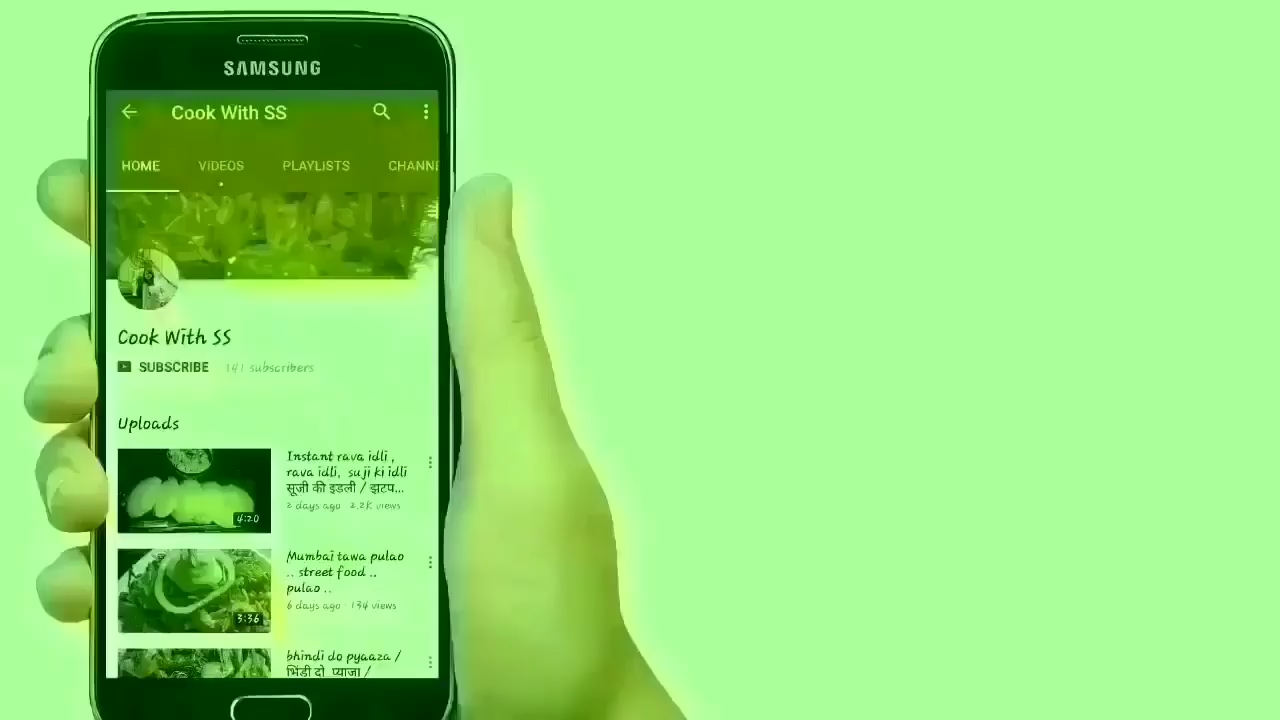 SAMSUNG
Cook With SS
HOME VIDEOS PLAYLISTS CHANNE
Cook With SS
SUBSCRIBE 141 subscribers
Uploads
Instant rava idli ,
rava idli, suji ki idli
सूजी की इडली / झटप...
2 days ago · 2.2K views
4:20
Mumbai tawa pulao
.. street food ..
pulao ..
6 days ago · 134 views
3:36
bhindi do pyaaza /
भिंडी दो प्याजा /